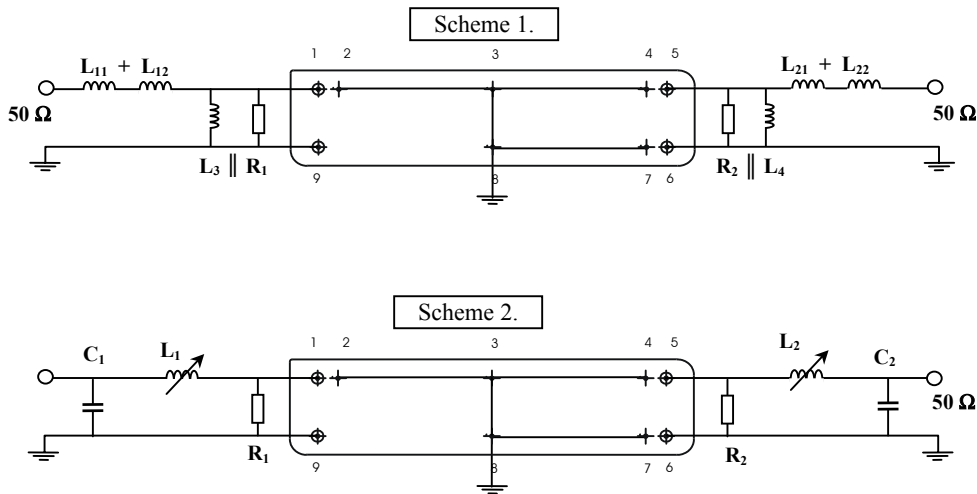 Scheme 1.
1 2 3 4 5
L11 + L12
L21 + L22
50 Ω
50 Ω
L3 || R1
R2 || L4
9 8 7 6
Scheme 2.
1 2 3 4 5
C1
L1
L2
C2
50 Ω
R1
R2
9 8 7 6